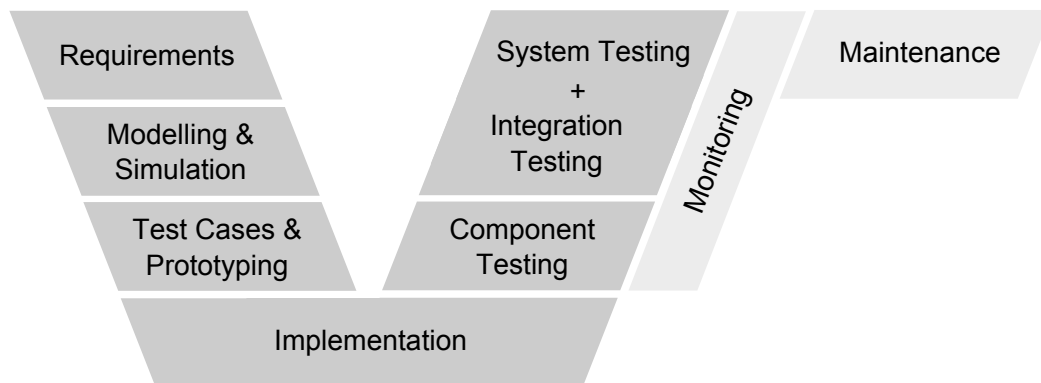 Requirements
Modelling &
Simulation
Test Cases &
Prototyping
Implementation
System Testing
+
Integration
Testing
Component
Testing
Monitoring
Maintenance